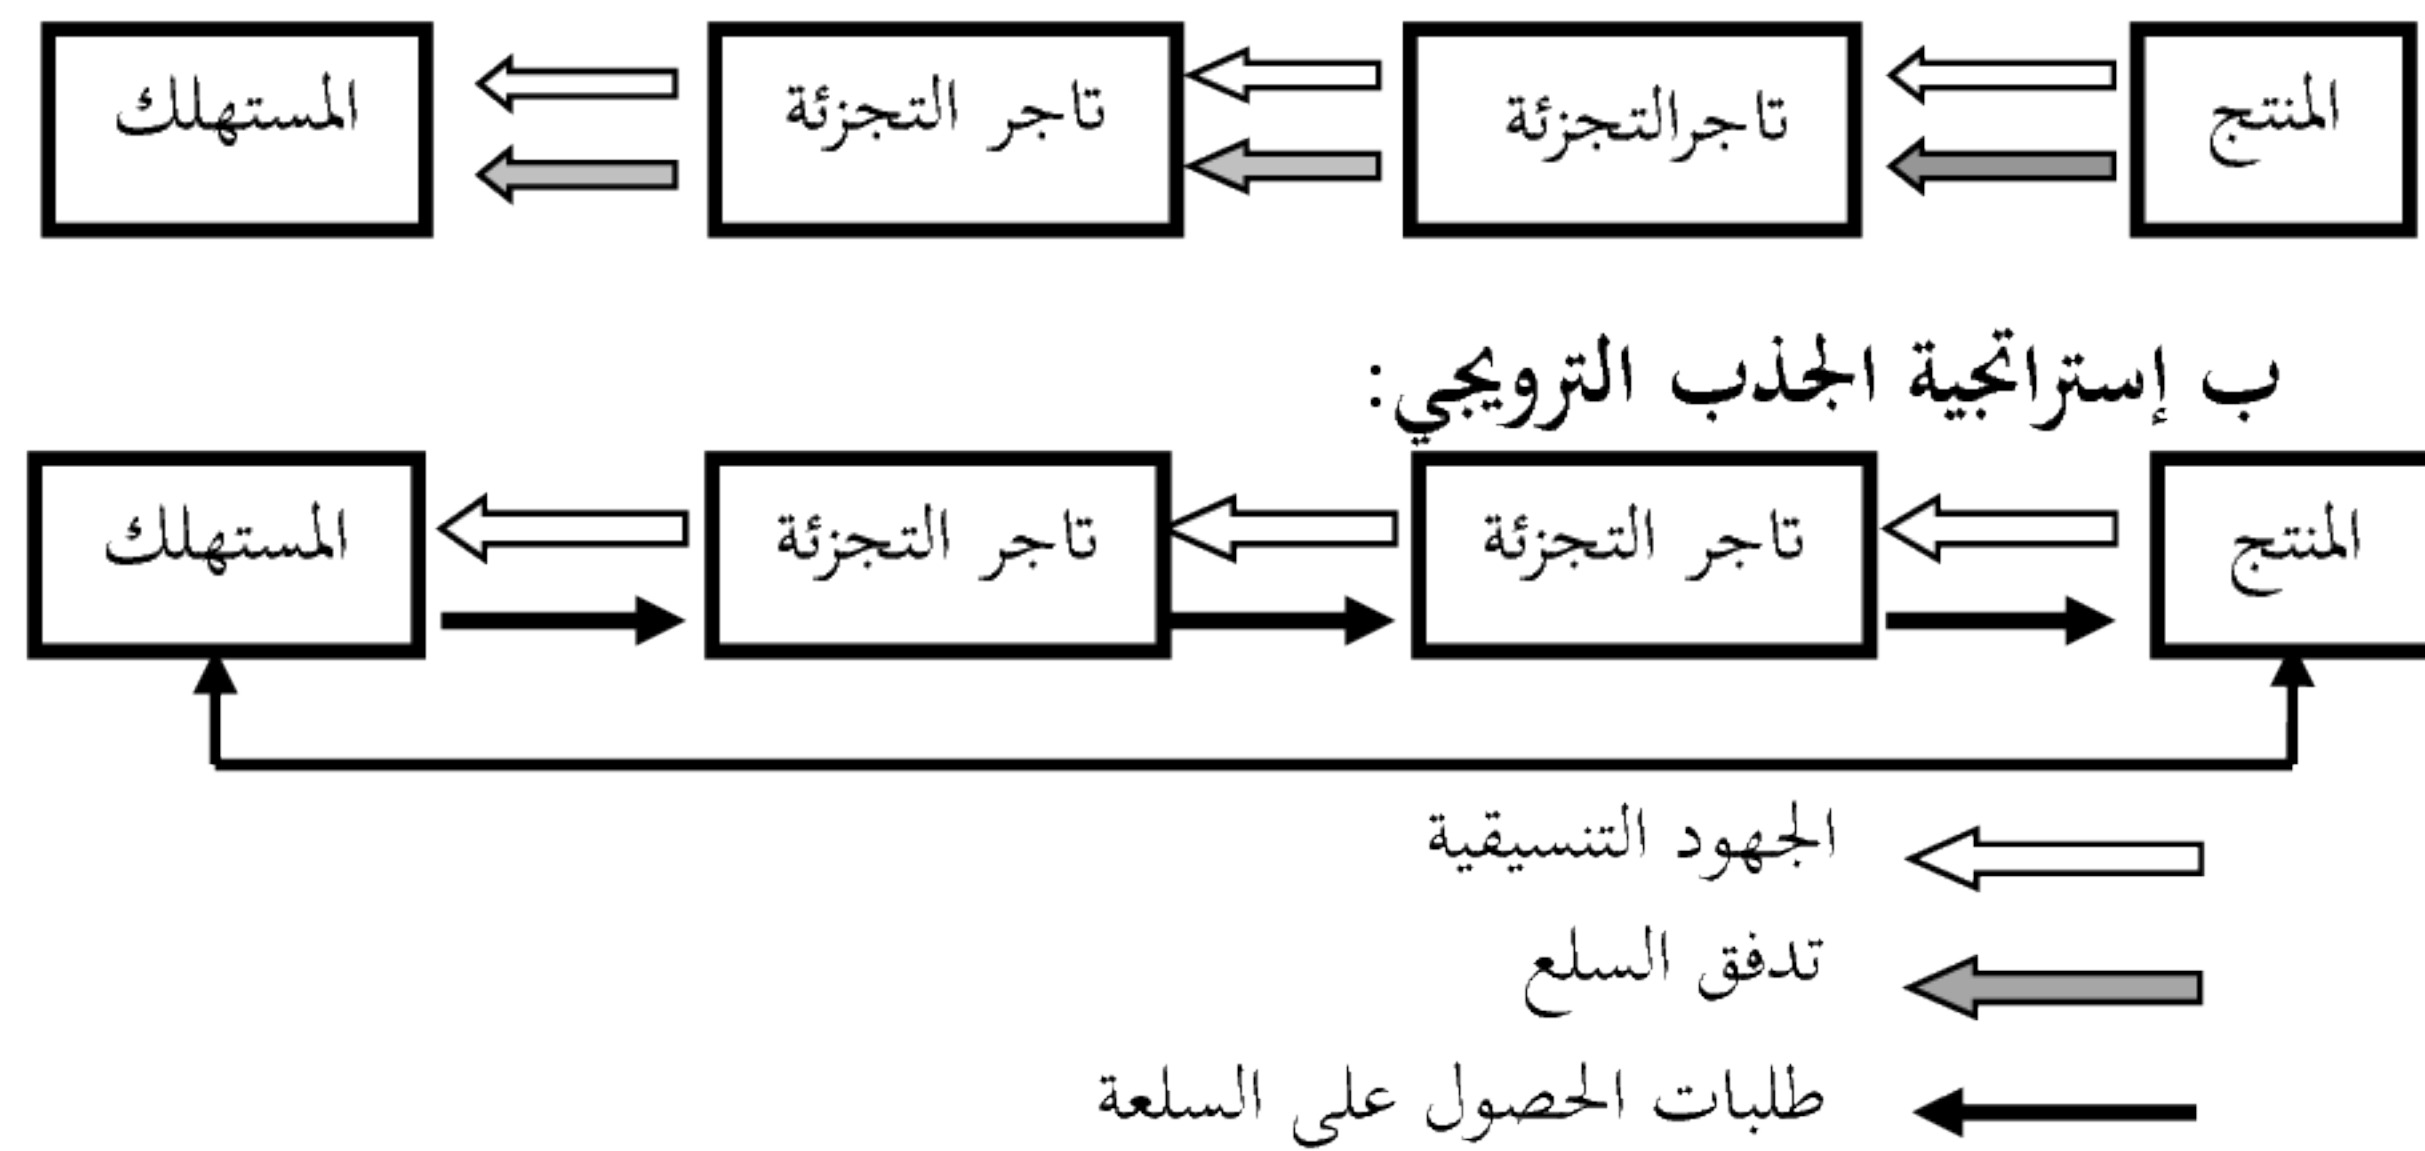 المنتج تاجرالتجزئة تاجر التجزئة المستهلك
ب إستراتجية الجذب الترويجي:
المنتج تاجر التجزئة تاجر التجزئة المستهلك
الجهود التنسيقية
تدفق السلع
طلبات الحصول على السلعة